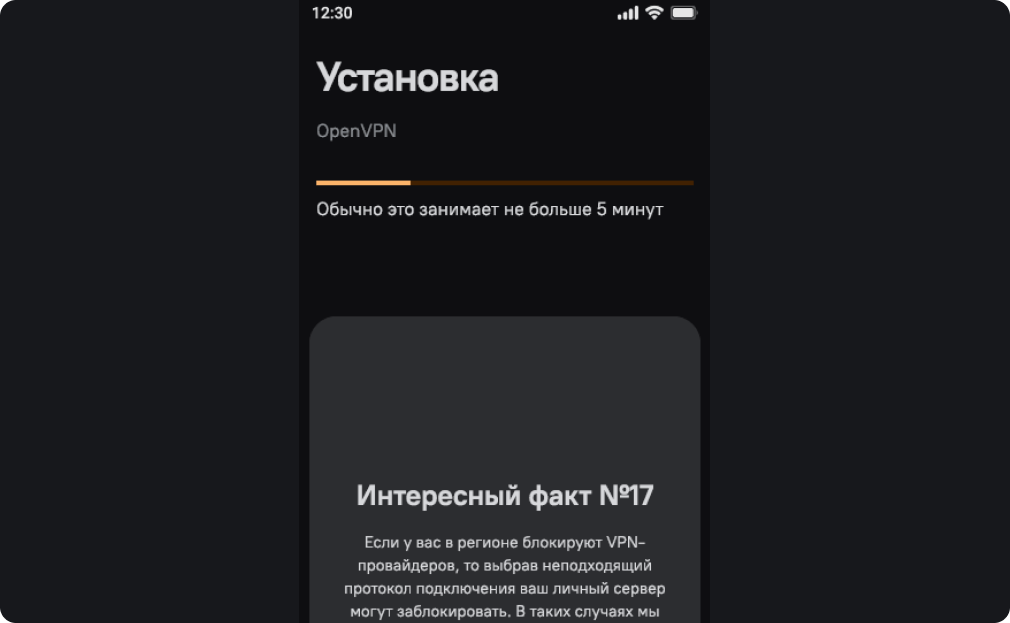 12:30
Установка
OpenVPN
Обычно это занимает не больше 5 минут
Интересный факт №17
Если у вас в регионе блокируют VPN-
провайдеров, то выбрав неподходящий
протокол подключения ваш личный сервер
могут заблокировать. В таких случаях мы